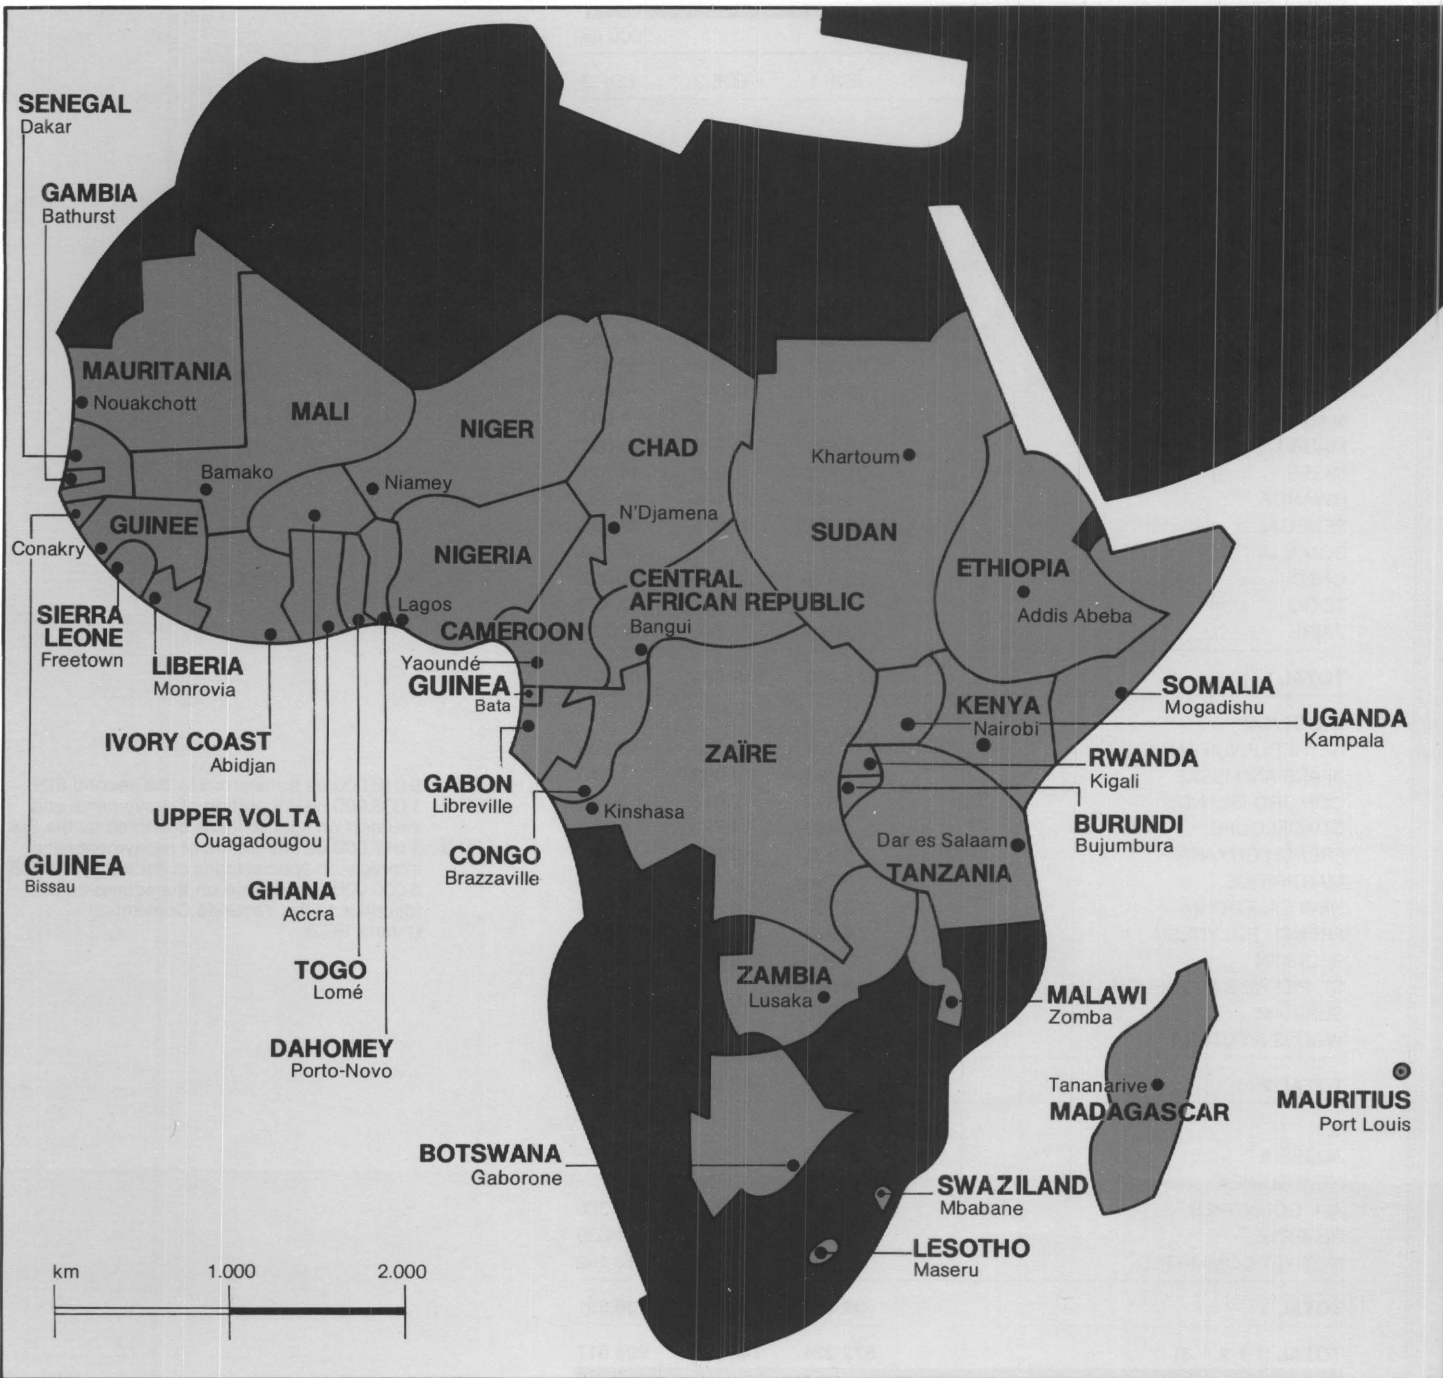 SENEGAL
Dakar
GAMBIA
Bathurst
MAURITANIA
Nouakchott
MALI
NIGER
CHAD
Khartoum
Bamako
Niamey
N'Djamena
GUINEE
Conakry
NIGERIA
SUDAN
ETHIOPIA
Addis Abeba
CENTRAL
AFRICAN REPUBLIC
Bangui
SIERRA
LEONE
Freetown
Lagos
CAMEROON
Yaoundé
LIBERIA
Monrovia
GUINEA
Bata
KENYA
Nairobi
SOMALIA
Mogadishu
UGANDA
Kampala
IVORY COAST
Abidjan
ZAÏRE
RWANDA
Kigali
GABON
Libreville
Kinshasa
UPPER VOLTA
Ouagadougou
BURUNDI
Bujumbura
Dar es Salaam
TANZANIA
CONGO
Brazzaville
GUINEA
Bissau
GHANA
Accra
TOGO
Lomé
ZAMBIA
Lusaka
MALAWI
Zomba
DAHOMEY
Porto-Novo
Tananarive
MADAGASCAR
MAURITIUS
Port Louis
BOTSWANA
Gaborone
SWAZILAND
Mbabane
LESOTHO
Maseru
km 1.000 2.000